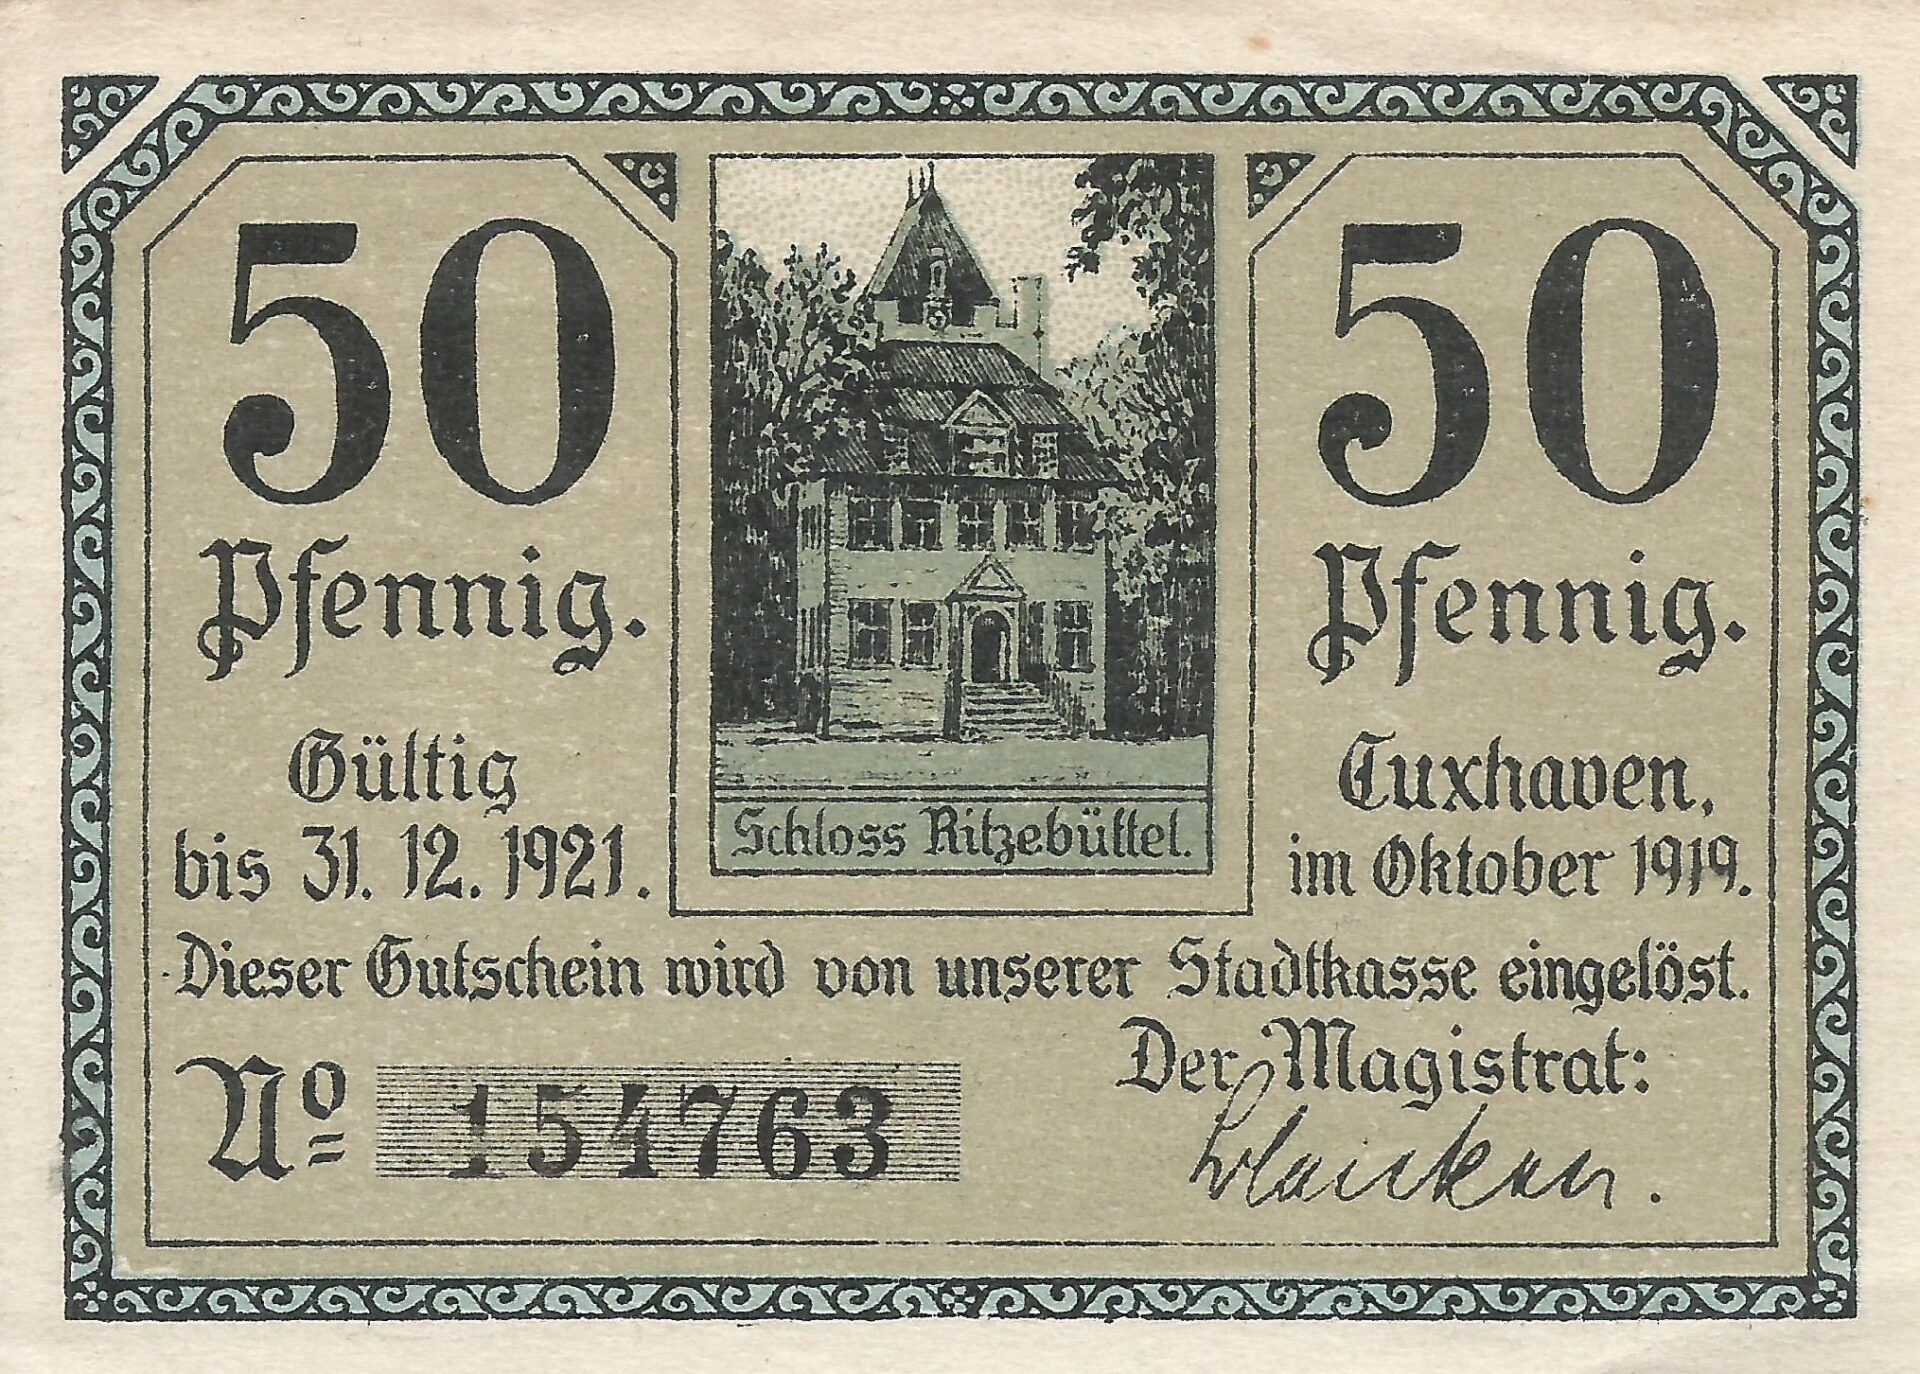 50
Pfennig.
Gültig
bis 31. 12. 1921.
Schloss Ritzebüttel.
50
Pfennig.
Cuxhaven,
im Oktober 1919.
Dieser Gutschein wird von unserer Stadtkasse eingelöst.
No 154763
Der Magistrat: